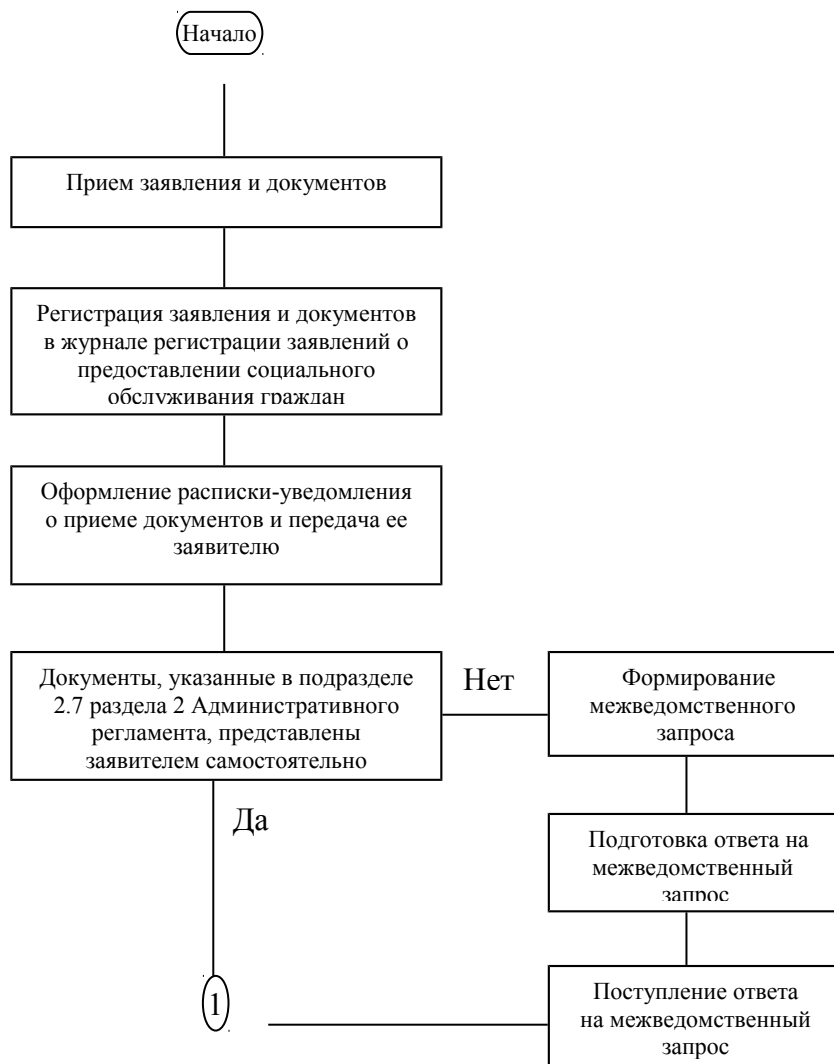 Начало
Прием заявления и документов
Регистрация заявления и документов
в журнале регистрации заявлений о
предоставлении социального
обслуживания граждан
Оформление расписки-уведомления
о приеме документов и передача ее
заявителю
Документы, указанные в подразделе
2.7 раздела 2 Административного
регламента, представлены
заявителем самостоятельно
Нет
Формирование
межведомственного
запроса
Да
Подготовка ответа на
межведомственный
запрос
1
Поступление ответа
на межведомственный
запрос